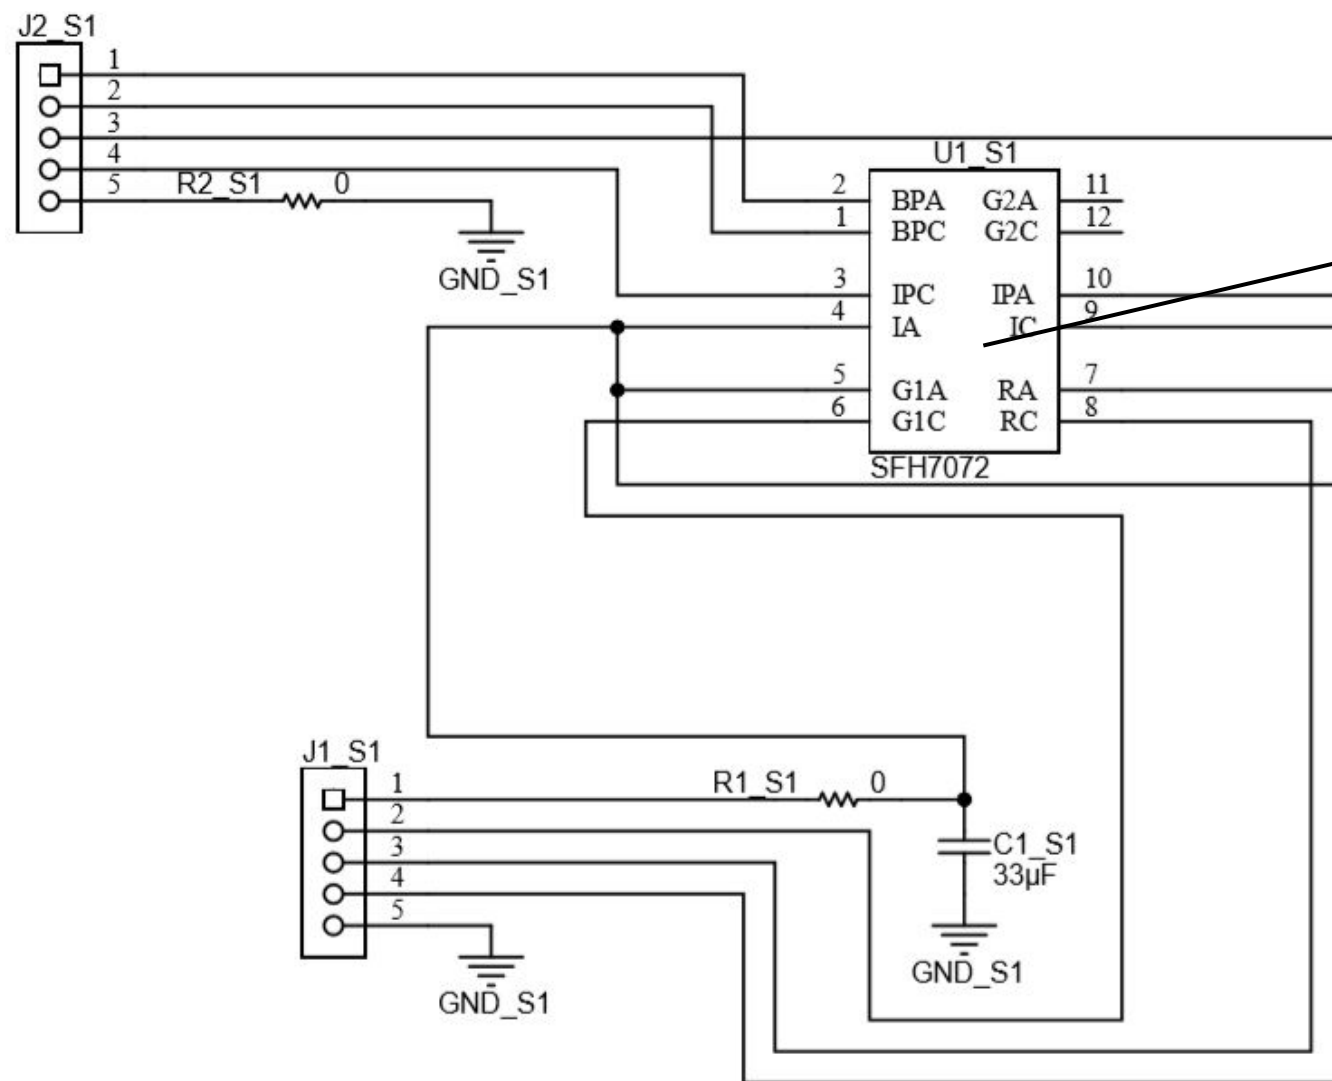 J2_S1
1
2
3
4
5
R2_S1 0
GND_S1
U1_S1
2 BPA G2A 11
1 BPC G2C 12
3 IPC IPA 10
4 IA IC 9
5 G1A RA 7
6 G1C RC 8
SFH7072
J1_S1
1
2
3
4
5
R1_S1 0
C1_S1
33µF
GND_S1
GND_S1